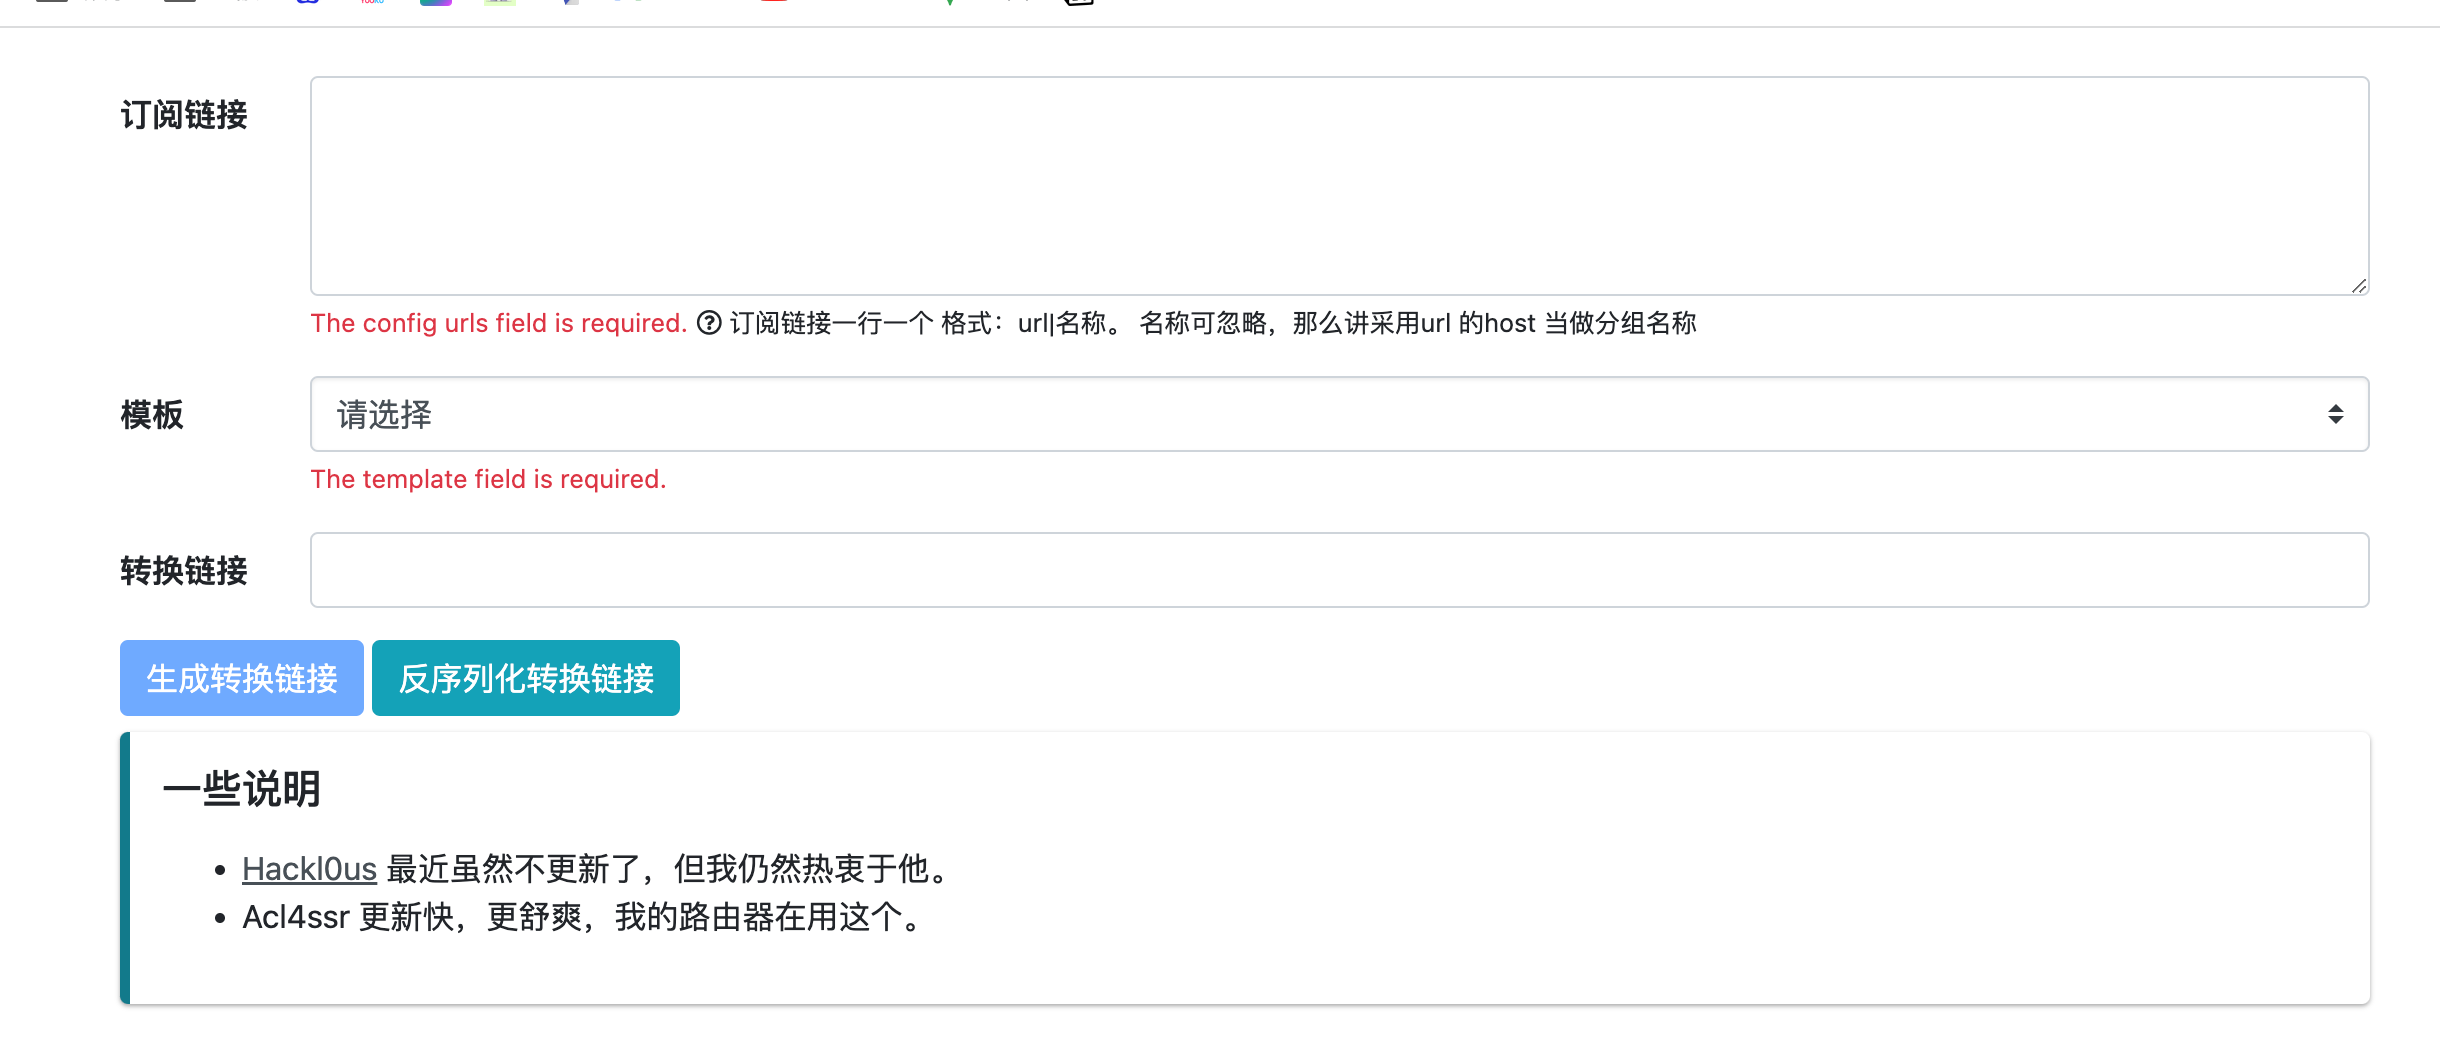 订阅链接
The config urls field is required. 订阅链接一行一个 格式：url|名称。 名称可忽略，那么讲采用url 的host 当做分组名称
模板
请选择
The template field is required.
转换链接
生成转换链接 反序列化转换链接
一些说明
Hackl0us 最近虽然不更新了，但我仍然热衷于他。
Acl4ssr 更新快，更舒爽，我的路由器在用这个。